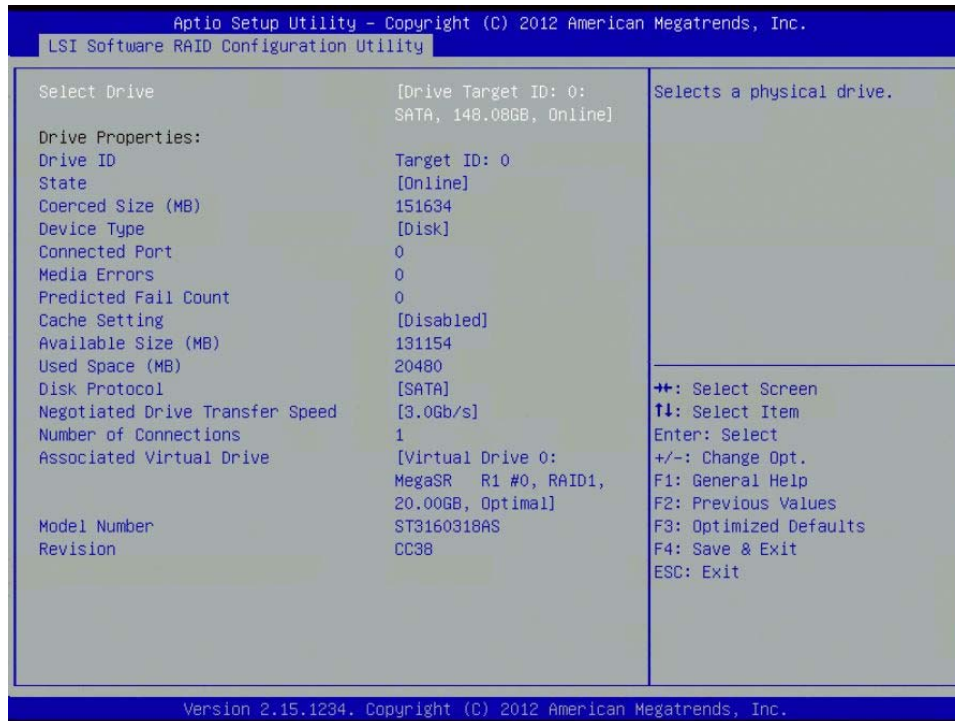 Aptio Setup Utility – Copyright (C) 2012 American Megatrends, Inc.
LSI Software RAID Configuration Utility
Select Drive [Drive Target ID: 0:
SATA, 148.08GB, Online]
Drive Properties:
Drive ID Target ID: 0
State [Online]
Coerced Size (MB) 151634
Device Type [Disk]
Connected Port 0
Media Errors 0
Predicted Fail Count 0
Cache Setting [Disabled]
Available Size (MB) 131154
Used Space (MB) 20480
Disk Protocol [SATA]
Negotiated Drive Transfer Speed [3.0Gb/s]
Number of Connections 1
Associated Virtual Drive [Virtual Drive 0:
MegaSR R1 #0, RAID1,
20.00GB, Optimal]
Model Number ST3160318AS
Revision CC38
Selects a physical drive.
→←: Select Screen
↑↓: Select Item
Enter: Select
+/-: Change Opt.
F1: General Help
F2: Previous Values
F3: Optimized Defaults
F4: Save & Exit
ESC: Exit
Version 2.15.1234. Copyright (C) 2012 American Megatrends, Inc.